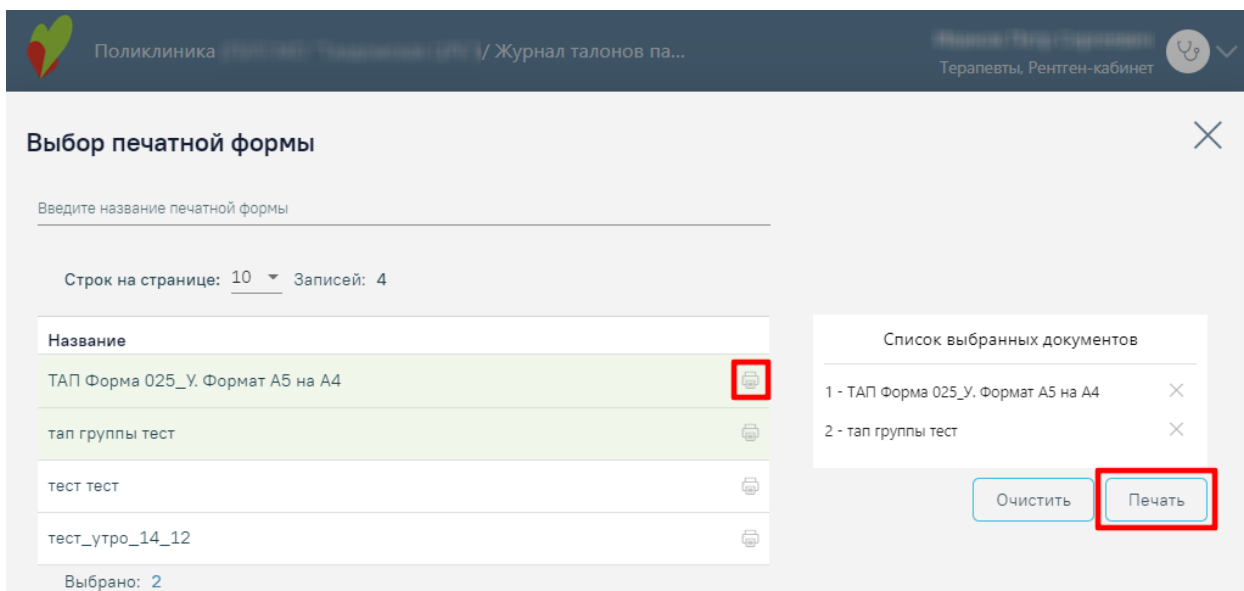 Поликлиника / Журнал талонов па...
Терапевты, Рентген-кабинет
Выбор печатной формы
Введите название печатной формы
Строк на странице: 10 Записей: 4
Название
ТАП Форма 025_У. Формат А5 на А4
тап группы тест
тест тест
тест_утро_14_12
Выбрано: 2
Список выбранных документов
1 - ТАП Форма 025_У. Формат А5 на А4
2 - тап группы тест
Очистить
Печать